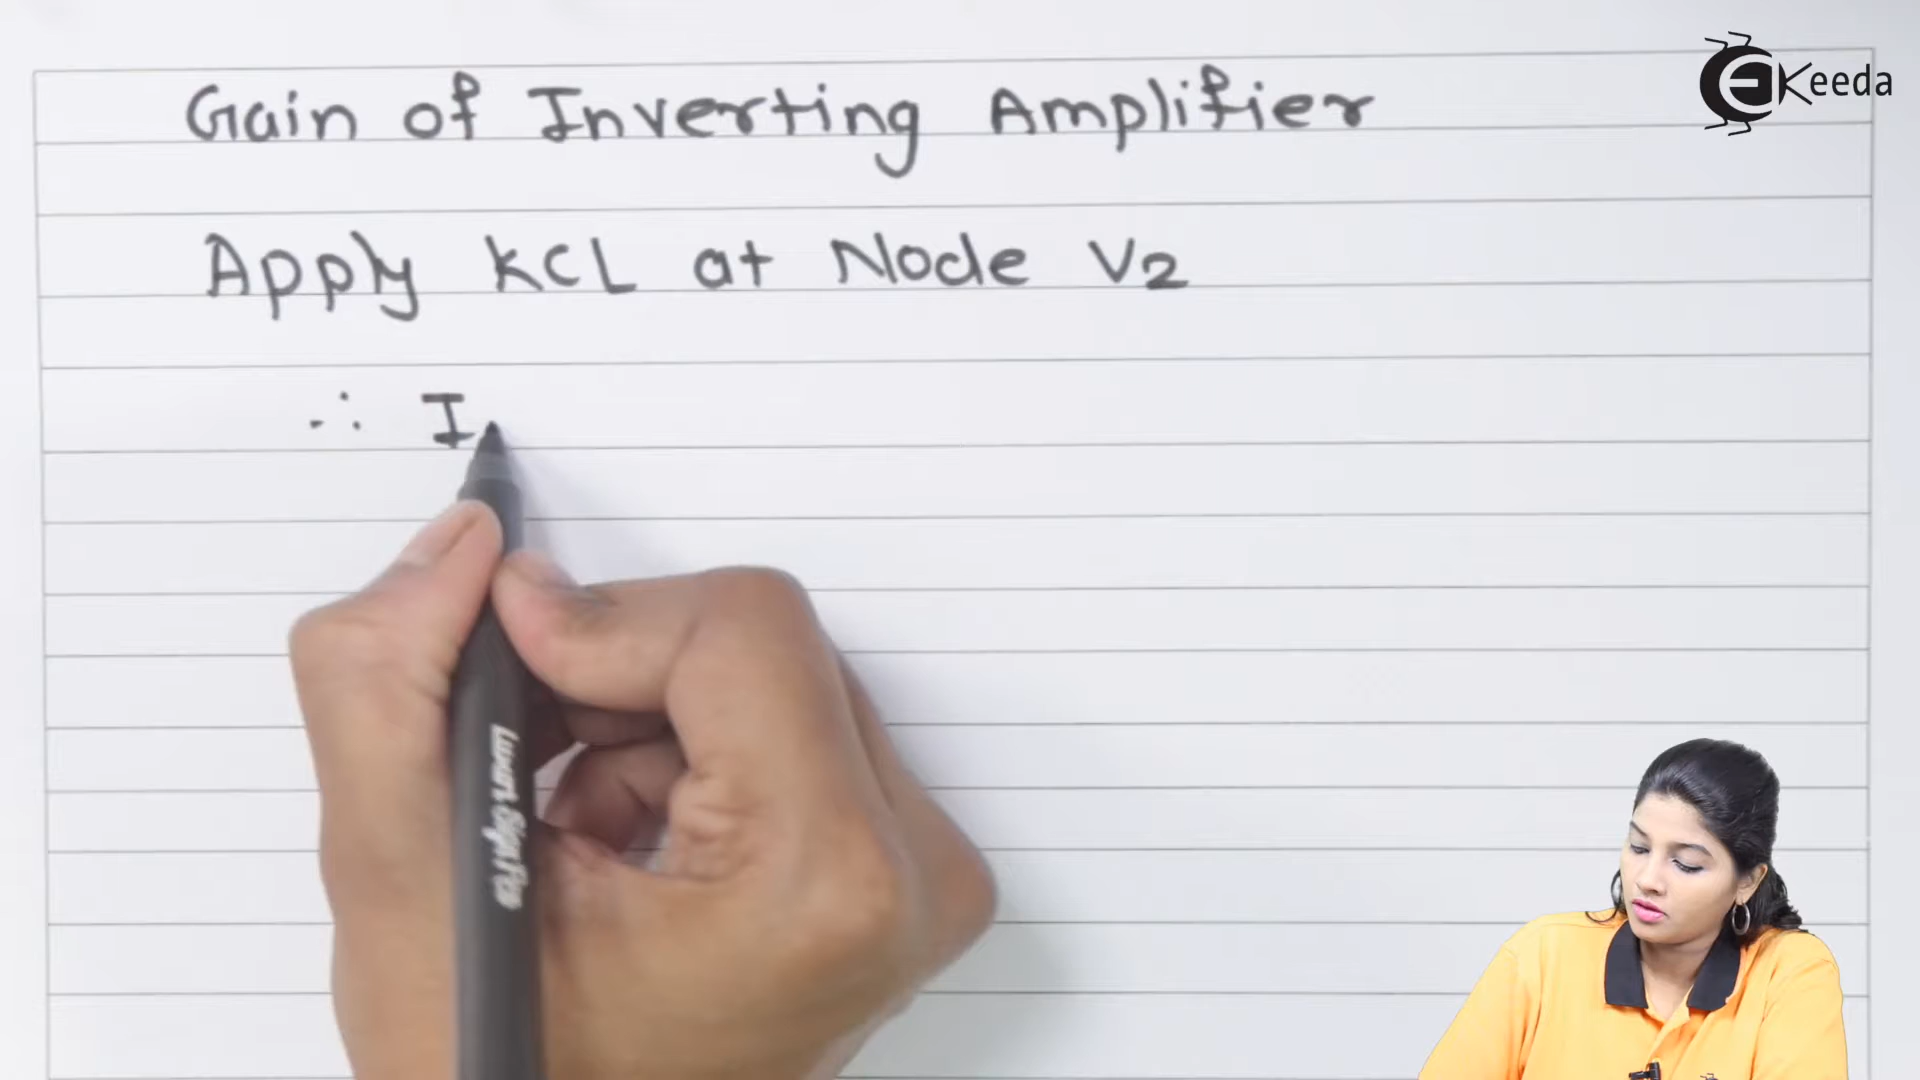 Gain of Inverting Amplifier
EKeeda
Apply KCL at Node V2
∴ I